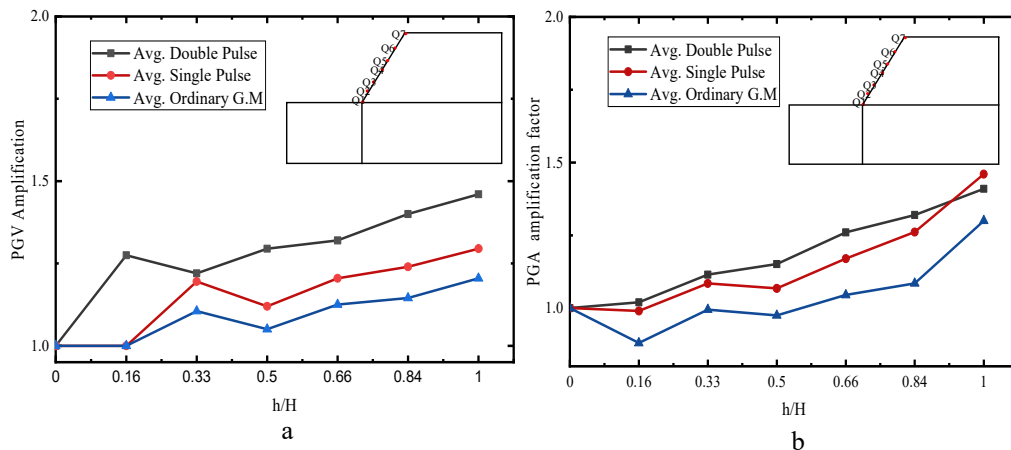 a
2.0
1.5
1.0
PGV Amplification
Avg. Double Pulse
Avg. Single Pulse
Avg. Ordinary G.M
Q7
Q6
Q5
Q4
Q3
Q2
Q1
0 0.16 0.33 0.5 0.66 0.84 1
h/H
a
b
2.0
1.5
1.0
PGA amplification factor
Avg. Double Pulse
Avg. Single Pulse
Avg. Ordinary G.M
Q7
Q6
Q5
Q4
Q3
Q2
Q1
0 0.16 0.33 0.5 0.66 0.84 1
h/H
b